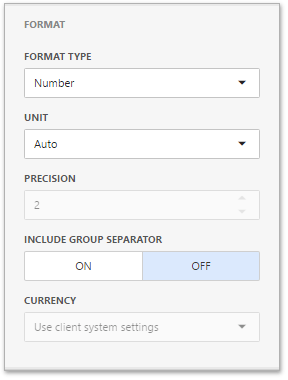 FORMAT
FORMAT TYPE
Number
UNIT
Auto
PRECISION
2
INCLUDE GROUP SEPARATOR
ON OFF
CURRENCY
Use client system settings